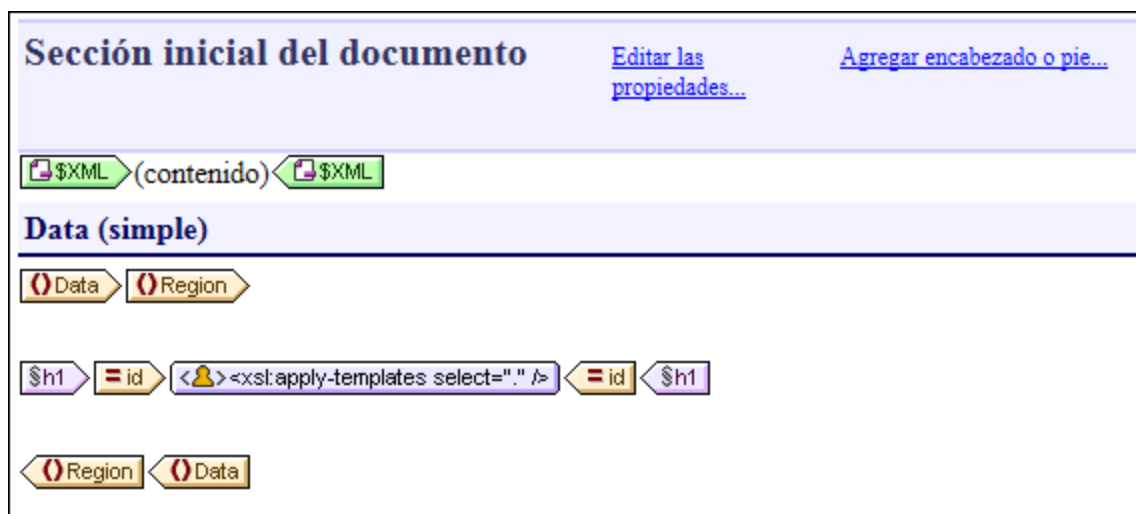 Sección inicial del documento Editar las propiedades... Agregar encabezado o pie...
$XML (contenido) $XML
Data (simple)
() Data () Region
§h1 = id < ><xsl:apply-templates select="." /> = id §h1
() Region () Data